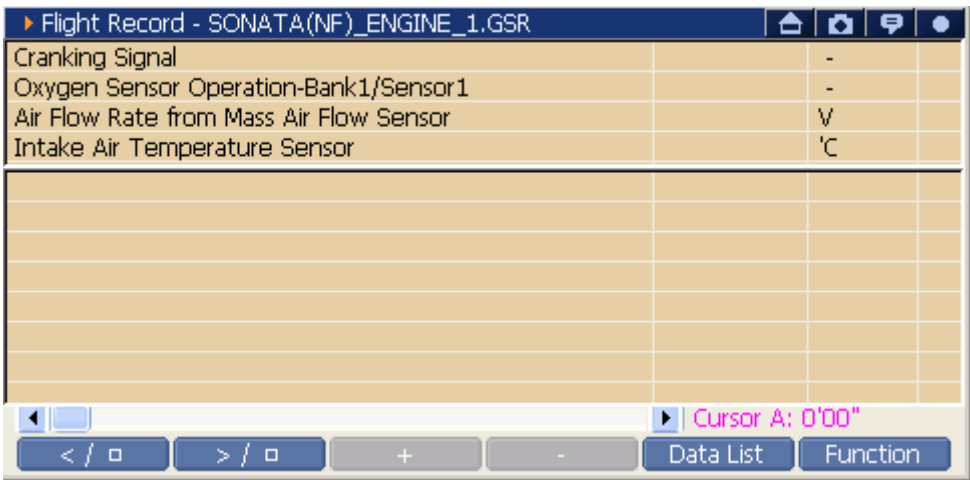 Flight Record - SONATA(NF)_ENGINE_1.GSR
Cranking Signal -
Oxygen Sensor Operation-Bank1/Sensor1 -
Air Flow Rate from Mass Air Flow Sensor V
Intake Air Temperature Sensor 'C
Cursor A: 0'00"
< / □ > / □ + - Data List Function